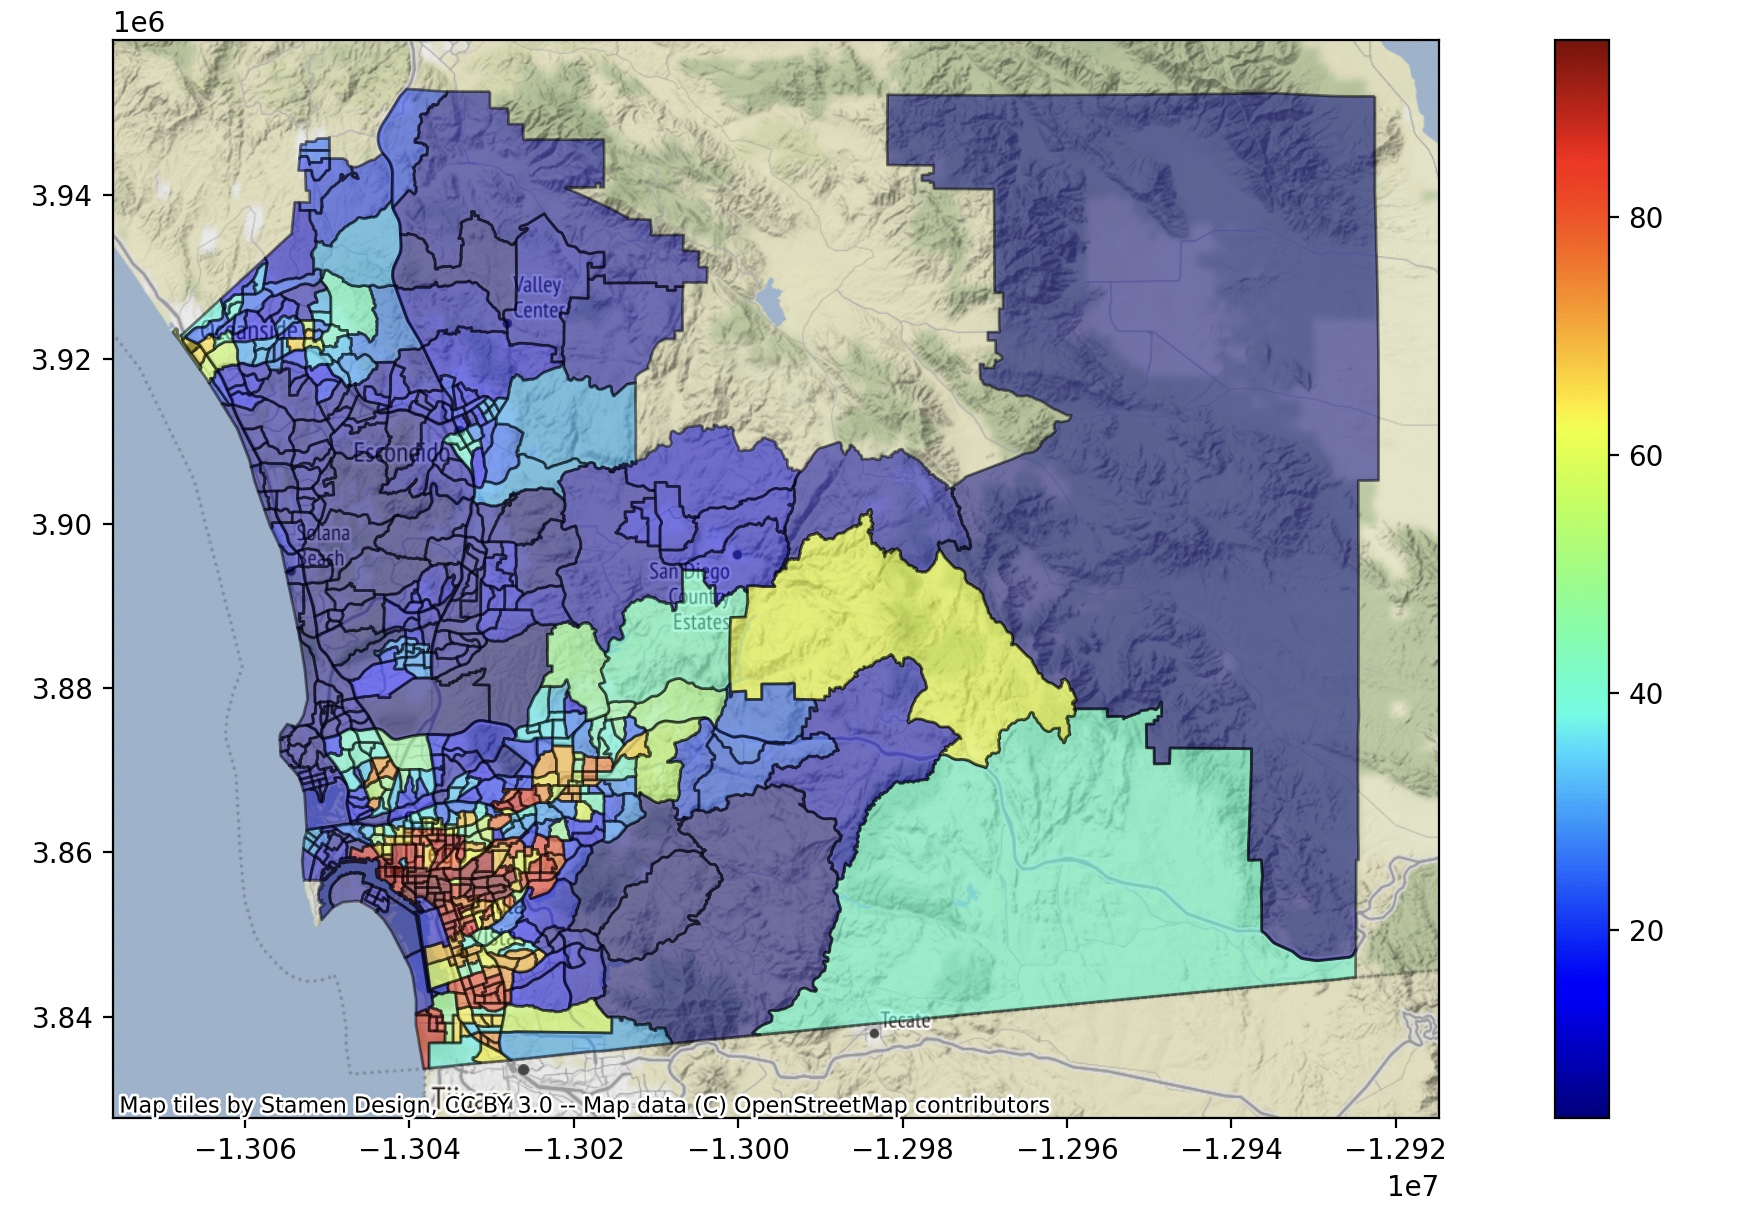 1e6
3.94
3.92
3.90
3.88
3.86
3.84
80
60
40
20
Valley
Center
Oceanside
Escondido
Solana
Beach
San Diego
Country
Estates
Vista
Tecate
Map tiles by Stamen Design, CC BY 3.0 -- Map data (C) OpenStreetMap contributors
−1.306
−1.304
−1.302
−1.300
−1.298
−1.296
−1.294
−1.292
1e7